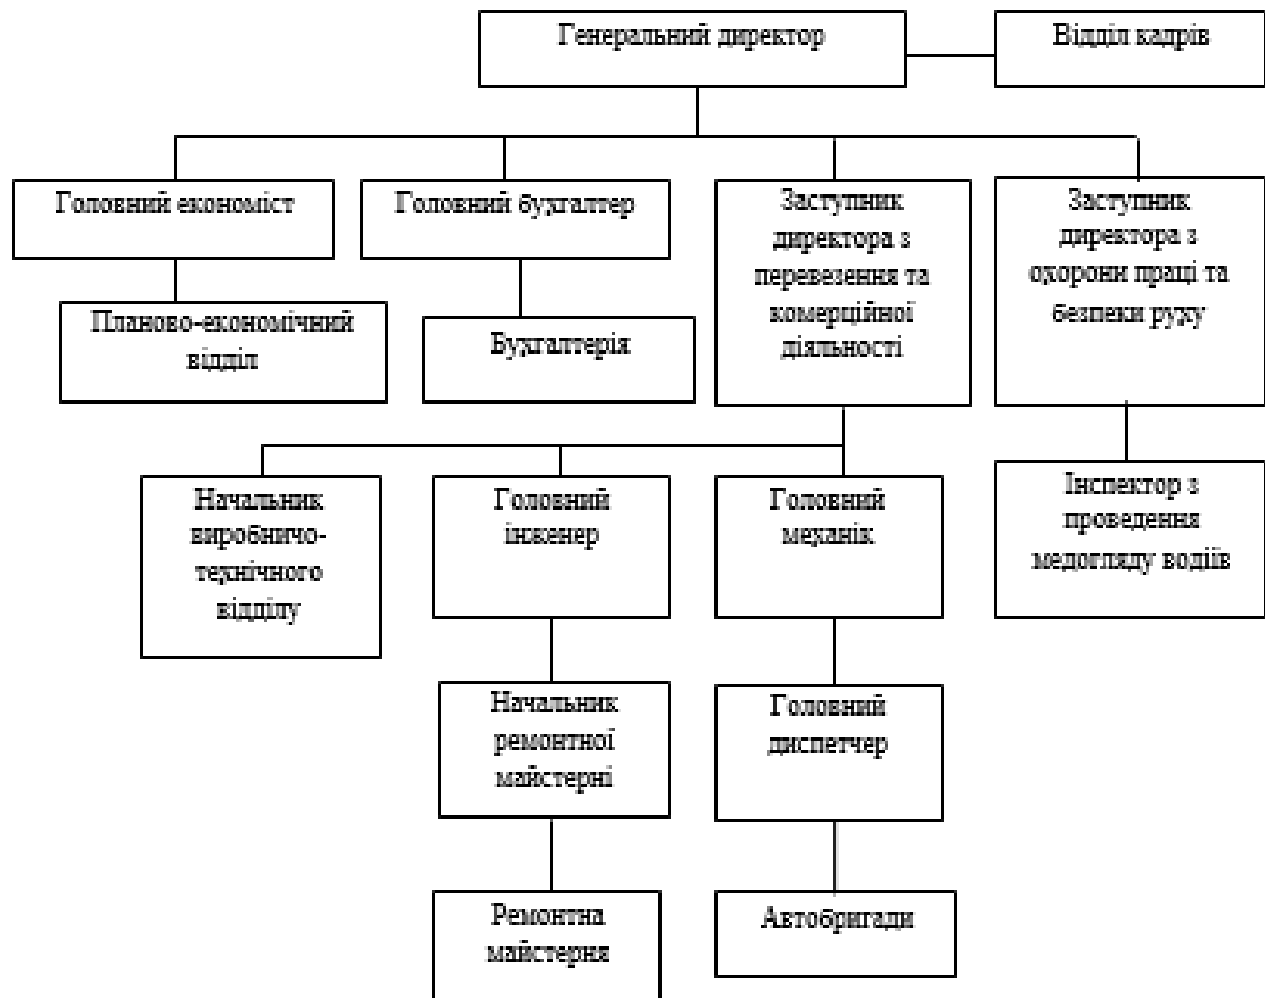 Генеральний директор
Відділ кадрів
Головний економіст
Головний бухгалтер
Заступник
директора з
перевезення та
комерційної
діяльності
Заступник
директора з
охорони праці та
безпеки руху
Планово-економічний
відділ
Бухгалтерія
Начальник
виробничо-
технічного
відділу
Головний
інженер
Головний
механік
Інспектор з
проведення
медогляду водіїв
Начальник
ремонтної
майстерні
Головний
диспетчер
Ремонтна
майстерня
Автобригади